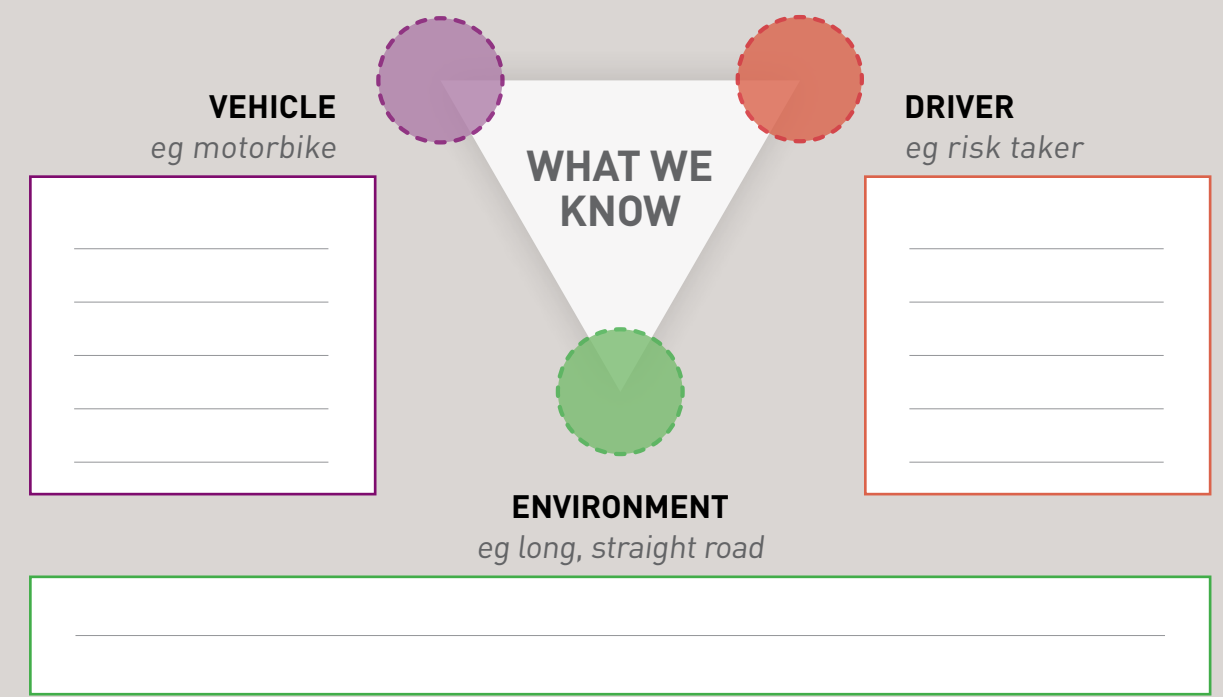 VEHICLE
eg motorbike
WHAT WE
KNOW
DRIVER
eg risk taker
ENVIRONMENT
eg long, straight road